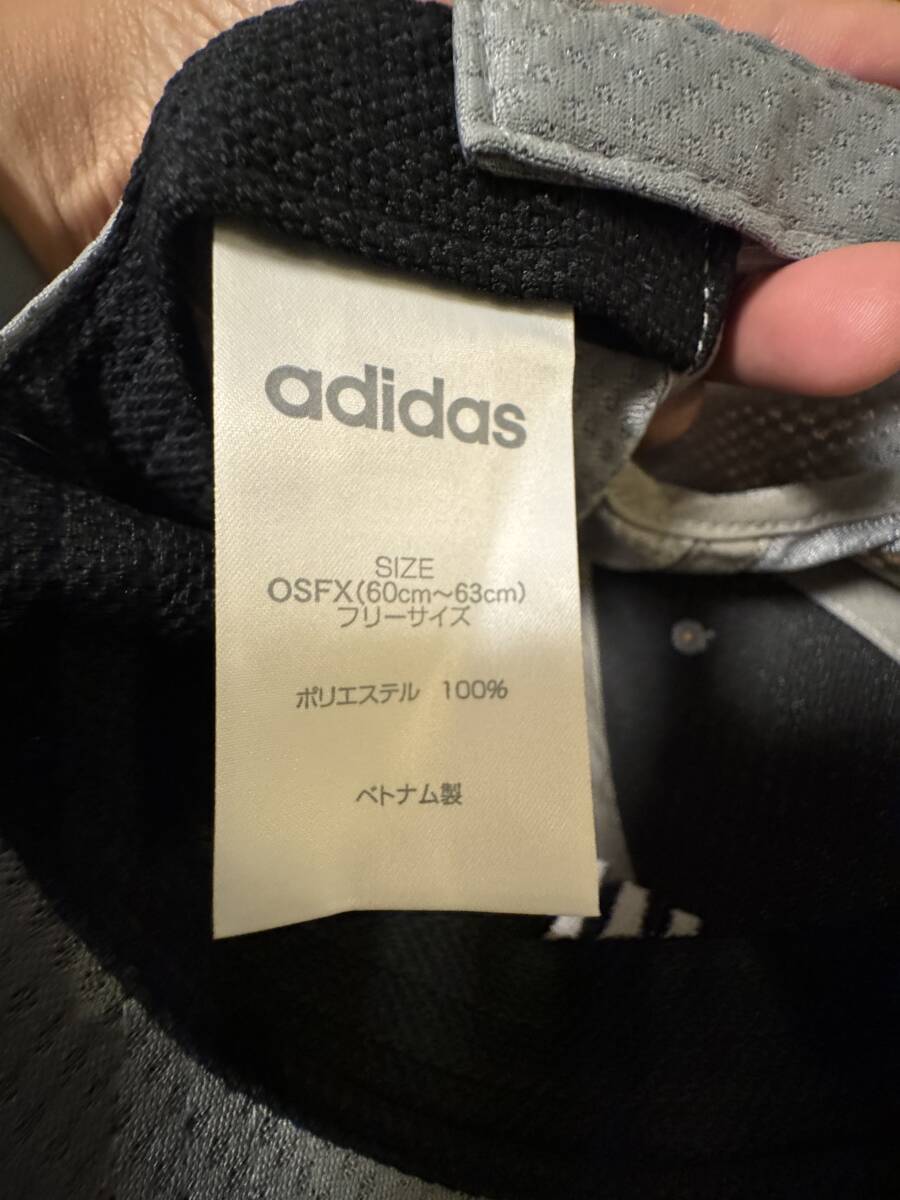 adidas
SIZE
OSFX(60cm～63cm)
フリーサイズ
ポリエステル 100%
ベトナム製